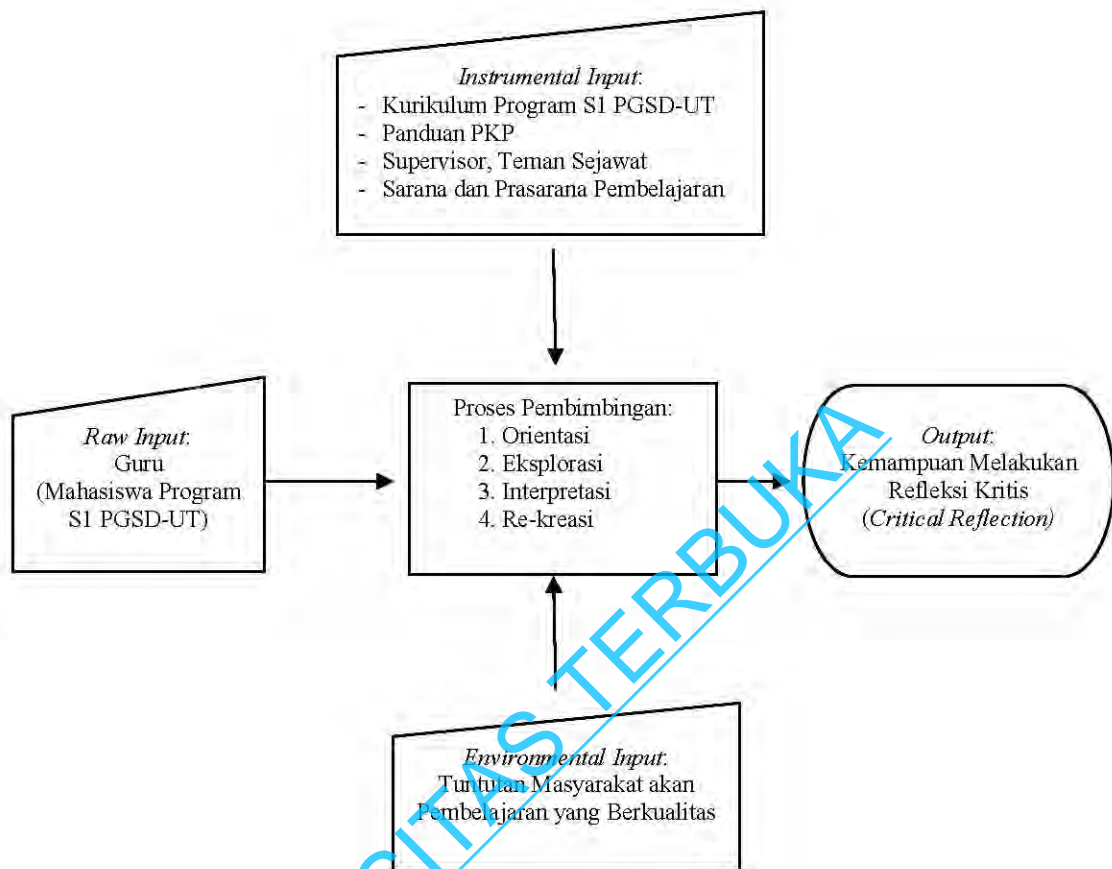 Instrumental Input:
- Kurikulum Program S1 PGSD-UT
- Panduan PKP
- Supervisor, Teman Sejawat
- Sarana dan Prasarana Pembelajaran
Raw Input:
Guru
(Mahasiswa Program
S1 PGSD-UT)
Proses Pembimbingan:
1. Orientasi
2. Eksplorasi
3. Interpretasi
4. Re-kreasi
Output:
Kemampuan Melakukan
Refleksi Kritis
(Critical Reflection)
Environmental Input:
Tuntutan Masyarakat akan
Pembelajaran yang Berkualitas
SITAS TERBUKA